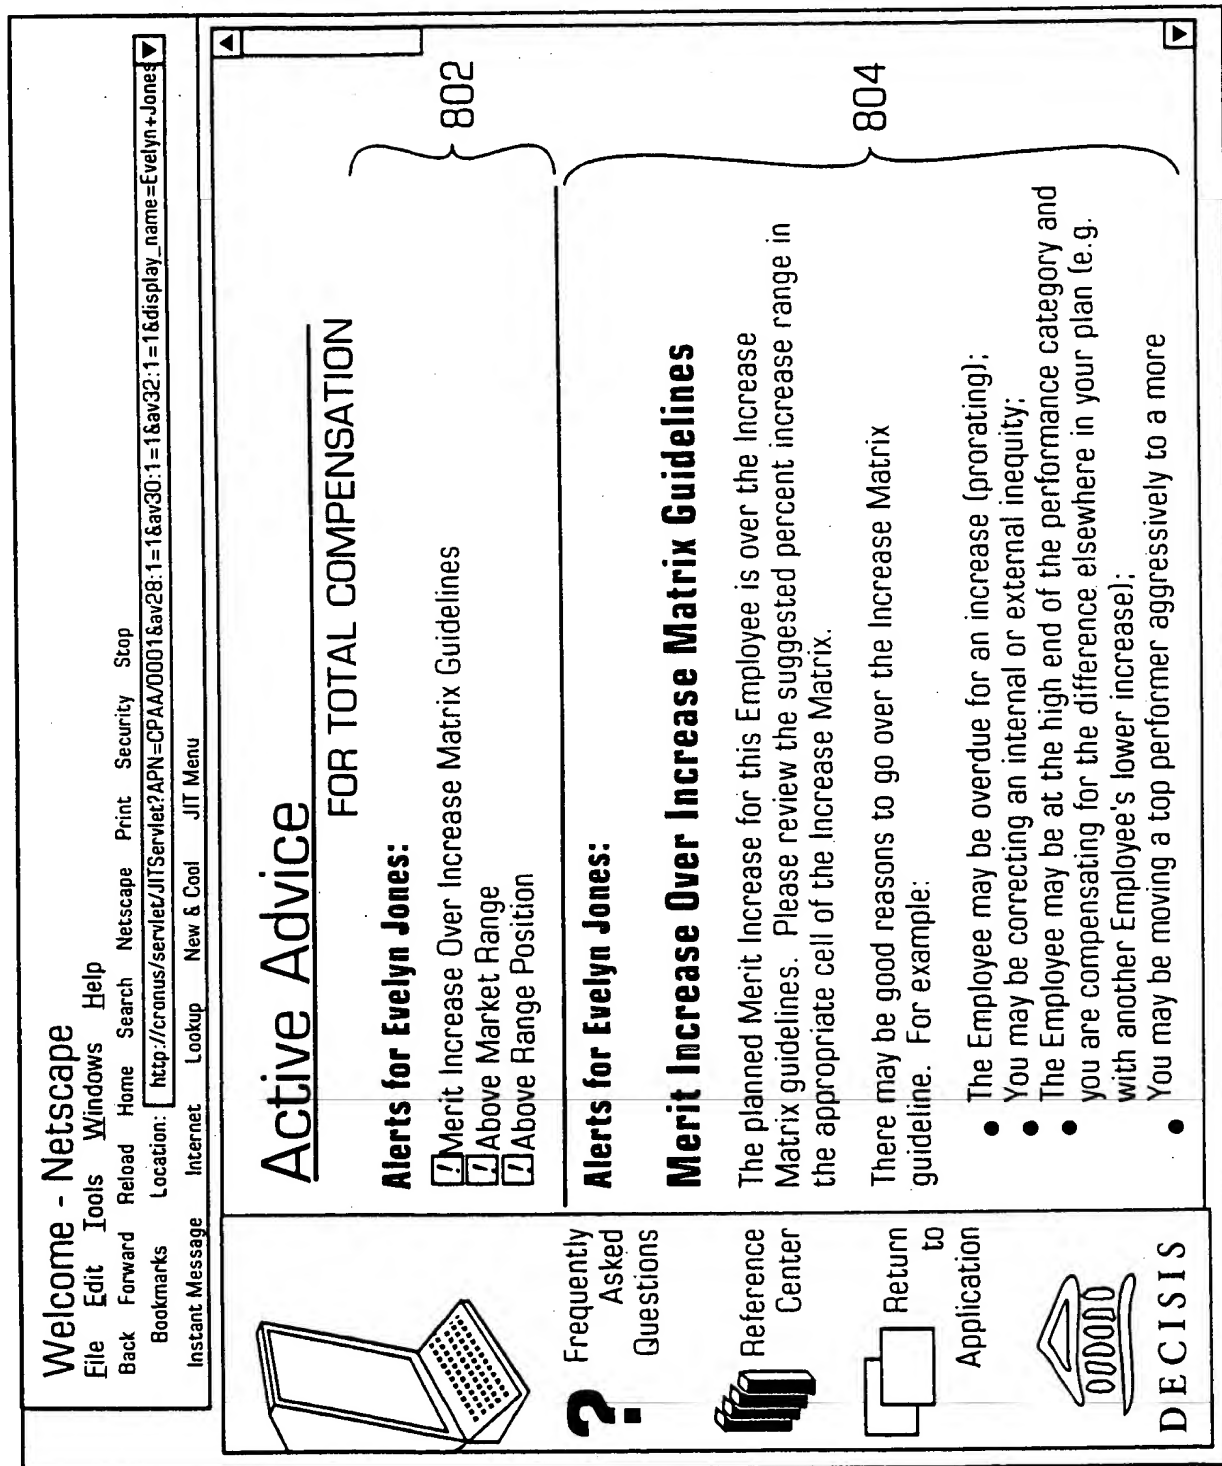 Welcome - Netscape
File Edit Tools Windows Help
Back Forward Reload Home Search Netscape Print Security Stop
Bookmarks Location: http://cronus/servlet/JITServlet?APN=CPAA/0001&av28:1=1&av30:1=1&av32:1=1&display_name=Evelyn+Jones
Instant Message Internet Lookup New & Cool JIT Menu
Active Advice
FOR TOTAL COMPENSATION
Alerts for Evelyn Jones:
! Merit Increase Over Increase Matrix Guidelines
! Above Market Range
! Above Range Position
802
Alerts for Evelyn Jones:
Merit Increase Over Increase Matrix Guidelines
The planned Merit Increase for this Employee is over the Increase
Matrix guidelines. Please review the suggested percent increase range in
the appropriate cell of the Increase Matrix.
There may be good reasons to go over the Increase Matrix
guideline. For example:
• The Employee may be overdue for an increase (prorating);
• You may be correcting an internal or external inequity;
• The Employee may be at the high end of the performance category and
you are compensating for the difference elsewhere in your plan (e.g.
with another Employee's lower increase);
• You may be moving a top performer aggressively to a more
804
? Frequently
Asked
Questions
Reference
Center
Return
to
Application
DECISIS